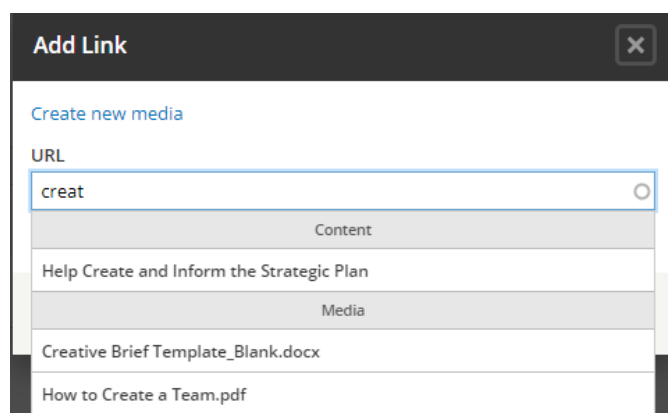 Add Link
Create new media
URL
creat
Content
Help Create and Inform the Strategic Plan
Media
Creative Brief Template_Blank.docx
How to Create a Team.pdf